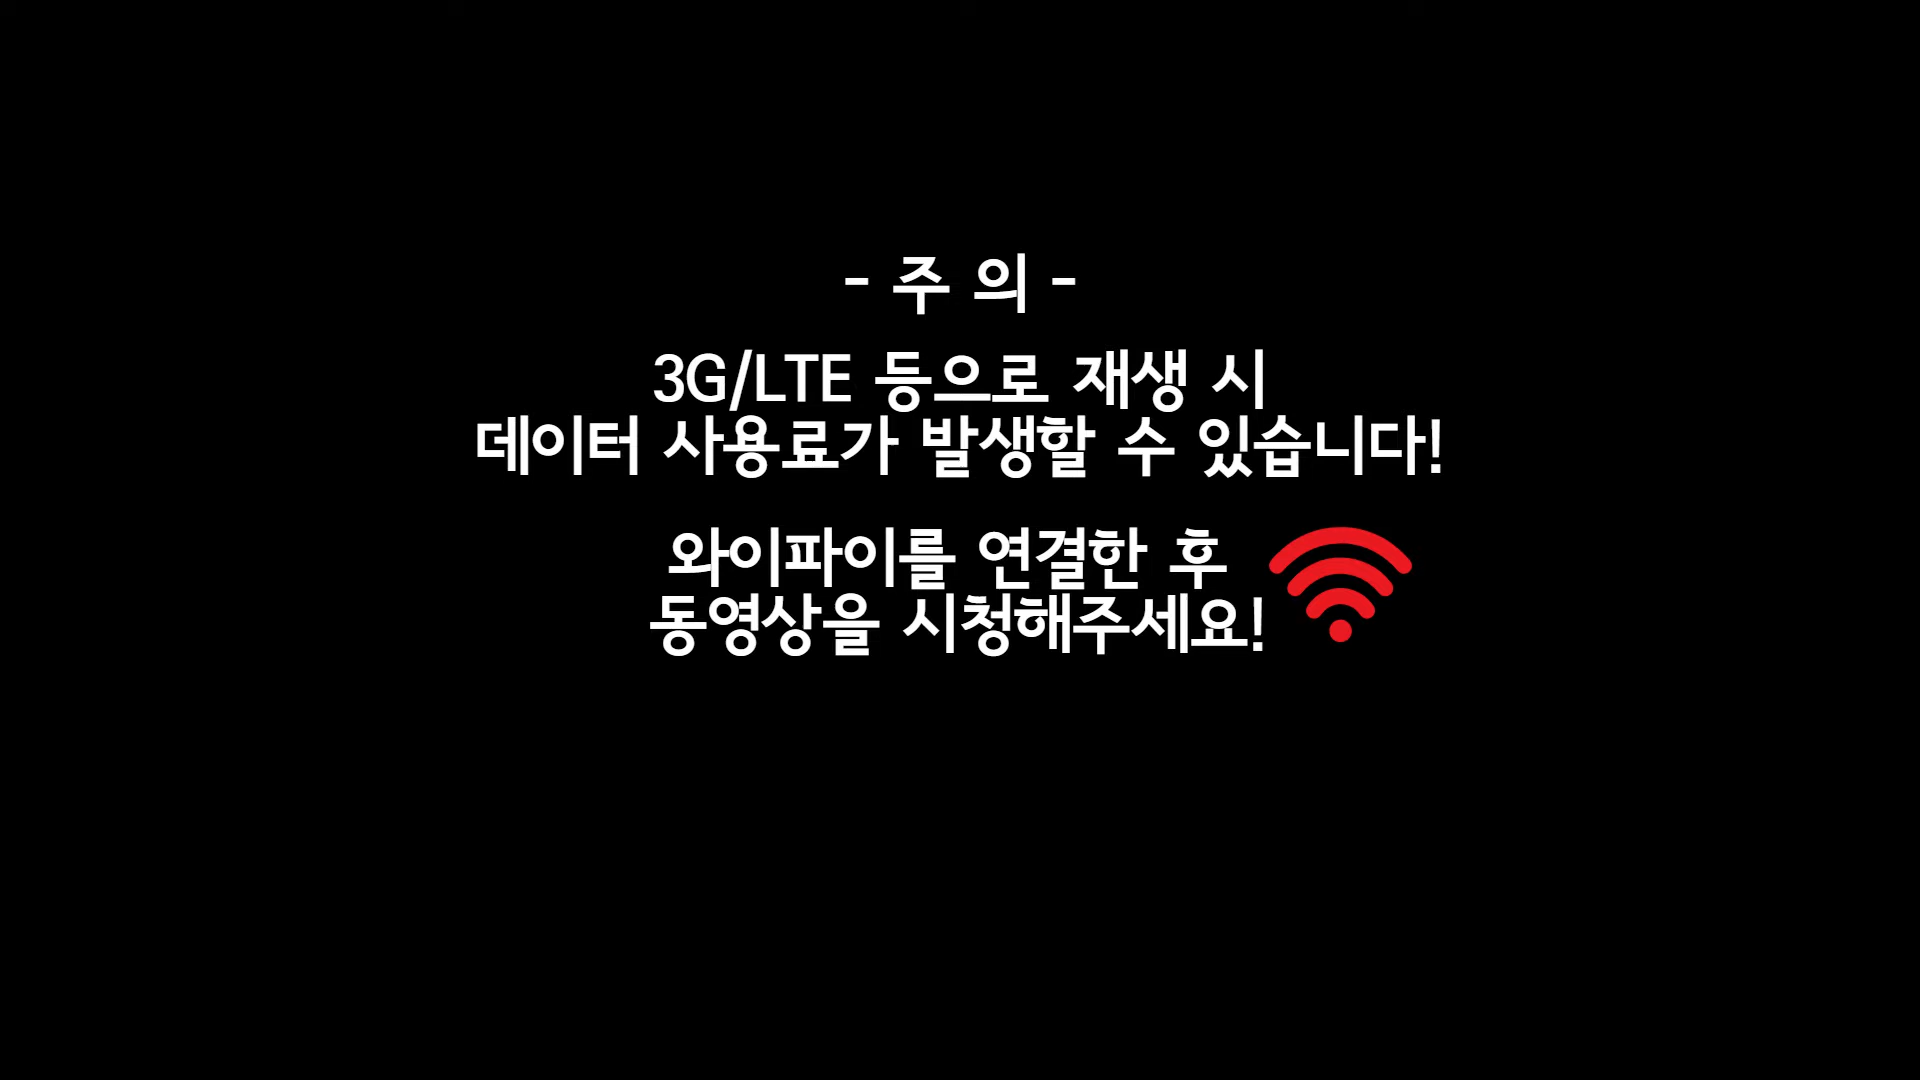 - 주 의 -
3G/LTE 등으로 재생 시
데이터 사용료가 발생할 수 있습니다!
와이파이를 연결한 후
동영상을 시청해주세요!